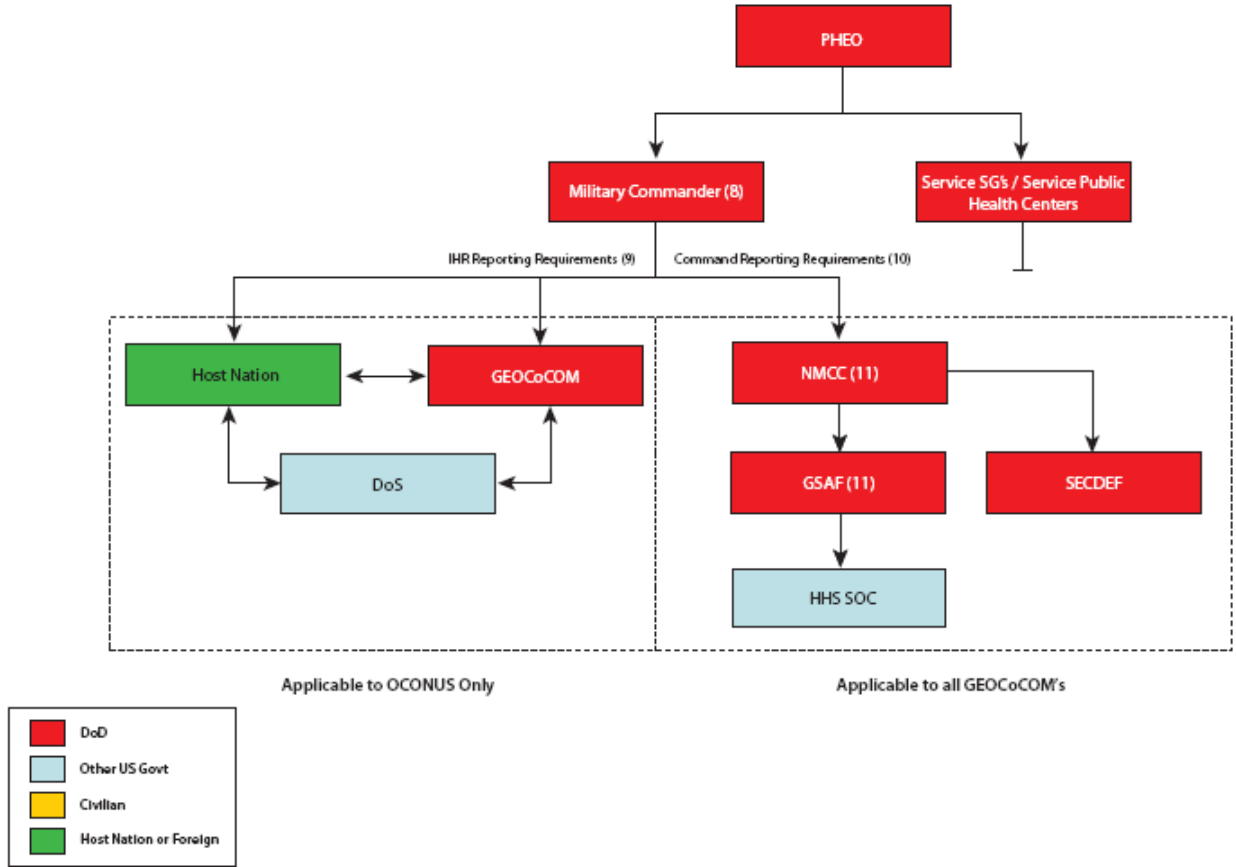 PHEO
Military Commander (8)
Service SG's / Service Public
Health Centers
IHR Reporting Requirements (9)
Command Reporting Requirements (10)
Host Nation
GEOCoCOM
NMCC (11)
DoS
GSAF (11)
SECDEF
HHS SOC
Applicable to OCONUS Only
Applicable to all GEOCoCOM's
DoD
Other US Govt
Civilian
Host Nation or Foreign